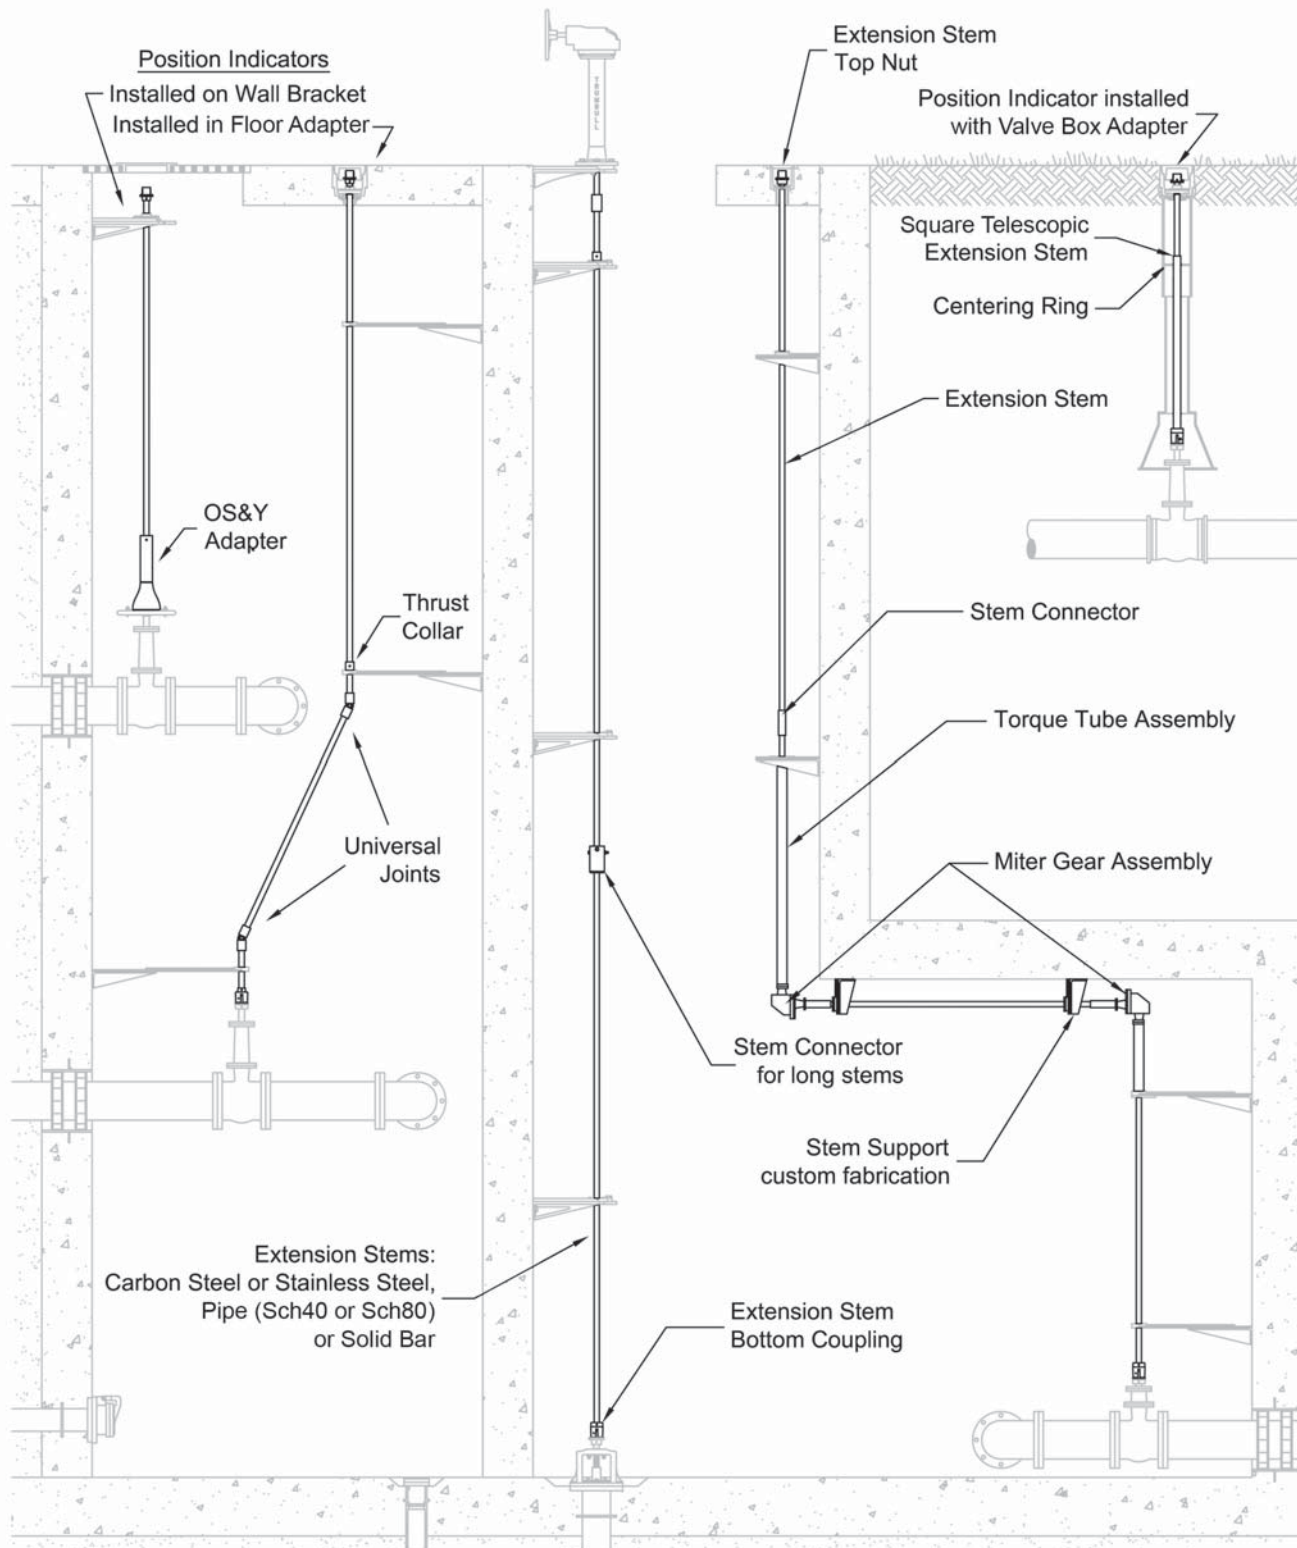 Position Indicators
Installed on Wall Bracket
Installed in Floor Adapter
TRUMBULL
Extension Stem
Top Nut
Position Indicator installed
with Valve Box Adapter
Square Telescopic
Extension Stem
Centering Ring
Extension Stem
OS&Y
Adapter
Thrust
Collar
Stem Connector
Torque Tube Assembly
Universal
Joints
Miter Gear Assembly
Stem Connector
for long stems
Stem Support
custom fabrication
Extension Stems:
Carbon Steel or Stainless Steel,
Pipe (Sch40 or Sch80)
or Solid Bar
Extension Stem
Bottom Coupling